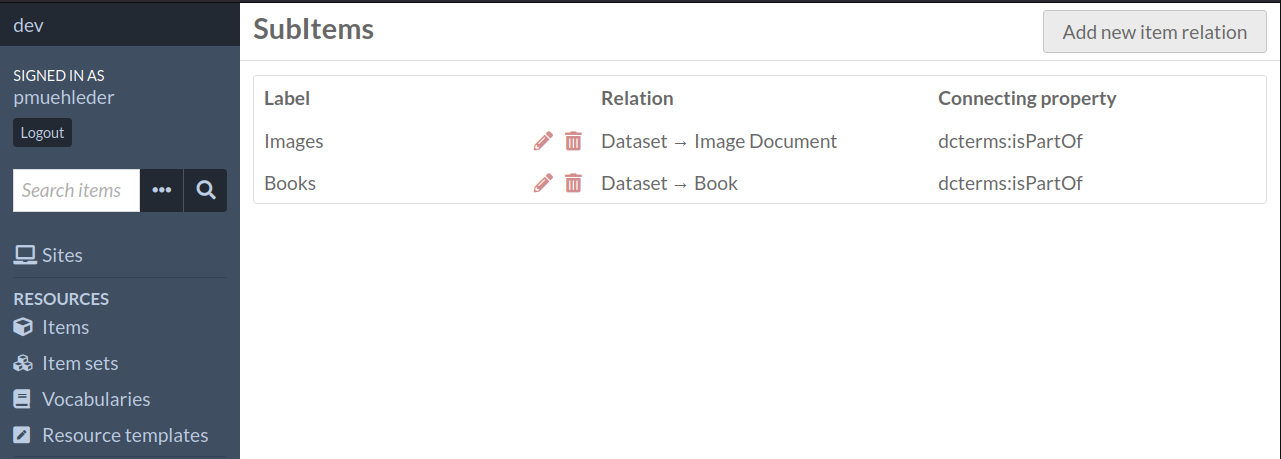 dev
SIGNED IN AS
pmuehleder
Logout
Search items
Sites
RESOURCES
Items
Item sets
Vocabularies
Resource templates
SubItems
Add new item relation
Label Relation Connecting property
Images Dataset → Image Document dcterms:isPartOf
Books Dataset → Book dcterms:isPartOf